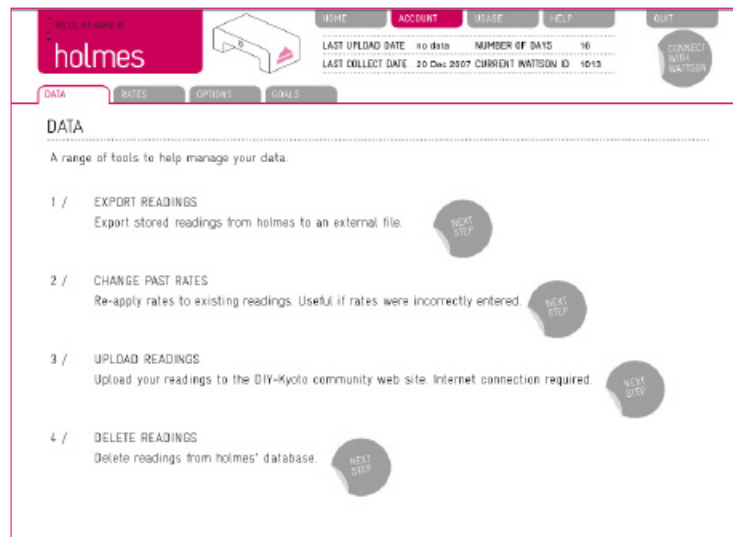 HELLO, MY NAME IS
holmes
HOME
ACCOUNT
USAGE
HELP
QUIT
LAST UPLOAD DATE no data NUMBER OF DAYS 16
LAST COLLECT DATE 20 Dec 2007 CURRENT WATTSON ID 1013
CONNECT
WITH
WATTSON
DATA
RATES
OPTIONS
GOALS
DATA
A range of tools to help manage your data.
1 / EXPORT READINGS
Export stored readings from holmes to an external file.
NEXT
STEP
2 / CHANGE PAST RATES
Re-apply rates to existing readings. Useful if rates were incorrectly entered.
NEXT
STEP
3 / UPLOAD READINGS
Upload your readings to the DIY-Kyoto community web site. Internet connection required.
NEXT
STEP
4 / DELETE READINGS
Delete readings from holmes' database.
NEXT
STEP